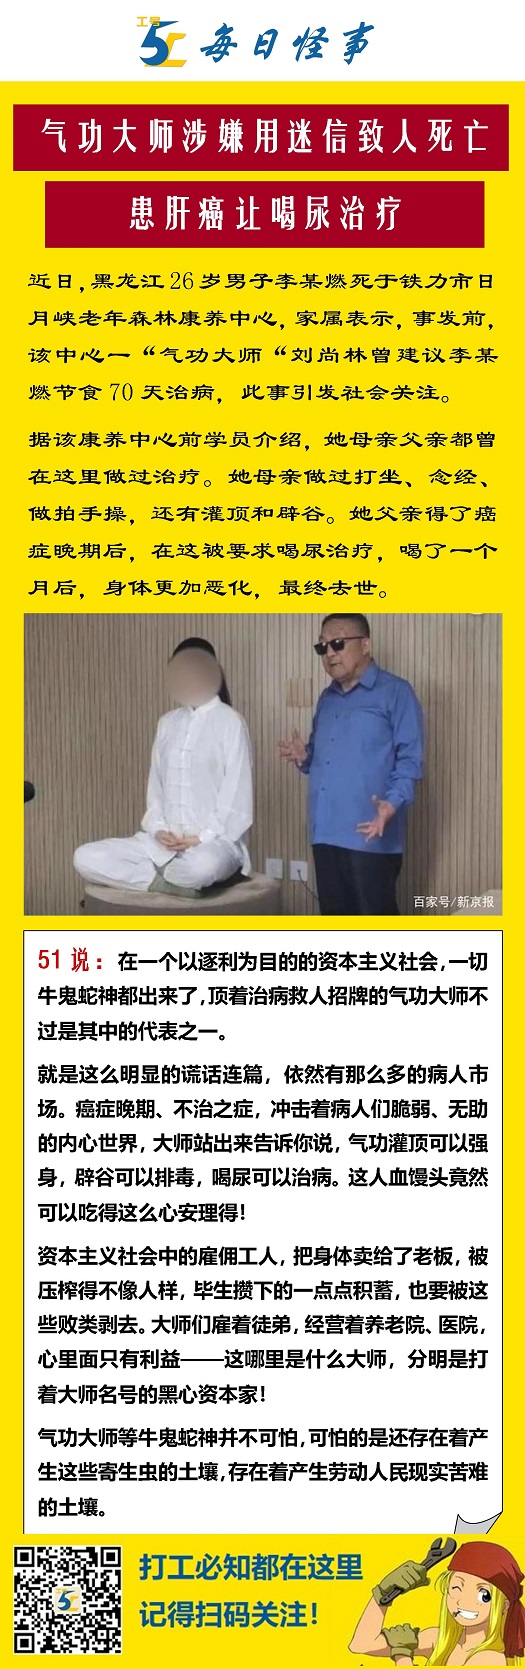 工号
51
每日怪事
气功大师涉嫌用迷信致人死亡
患肝癌让喝尿治疗
近日，黑龙江26岁男子李某燃死于铁力市日
月峡老年森林康养中心，家属表示，事发前，
该中心一“气功大师“刘尚林曾建议李某
燃节食70天治病，此事引发社会关注。
据该康养中心前学员介绍，她母亲父亲都曾
在这里做过治疗。她母亲做过打坐、念经、
做拍手操，还有灌顶和辟谷。她父亲得了癌
症晚期后，在这被要求喝尿治疗，喝了一个
月后，身体更加恶化，最终去世。
百家号/新京报
51说：在一个以逐利为目的的资本主义社会，一切
牛鬼蛇神都出来了，顶着治病救人招牌的气功大师不
过是其中的代表之一。
就是这么明显的谎话连篇，依然有那么多的病人市
场。癌症晚期、不治之症，冲击着病人们脆弱、无助
的内心世界，大师站出来告诉你说，气功灌顶可以强
身，辟谷可以排毒，喝尿可以治病。这人血馒头竟然
可以吃得这么心安理得！
资本主义社会中的雇佣工人，把身体卖给了老板，被
压榨得不像人样，毕生攒下的一点点积蓄，也要被这
些败类剥去。大师们雇着徒弟，经营着养老院、医院，
心里面只有利益——这哪里是什么大师，分明是打
着大师名号的黑心资本家！
气功大师等牛鬼蛇神并不可怕，可怕的是还存在着产
生这些寄生虫的土壤，存在着产生劳动人民现实苦难
的土壤。
工号
51
打工必知都在这里
记得扫码关注！